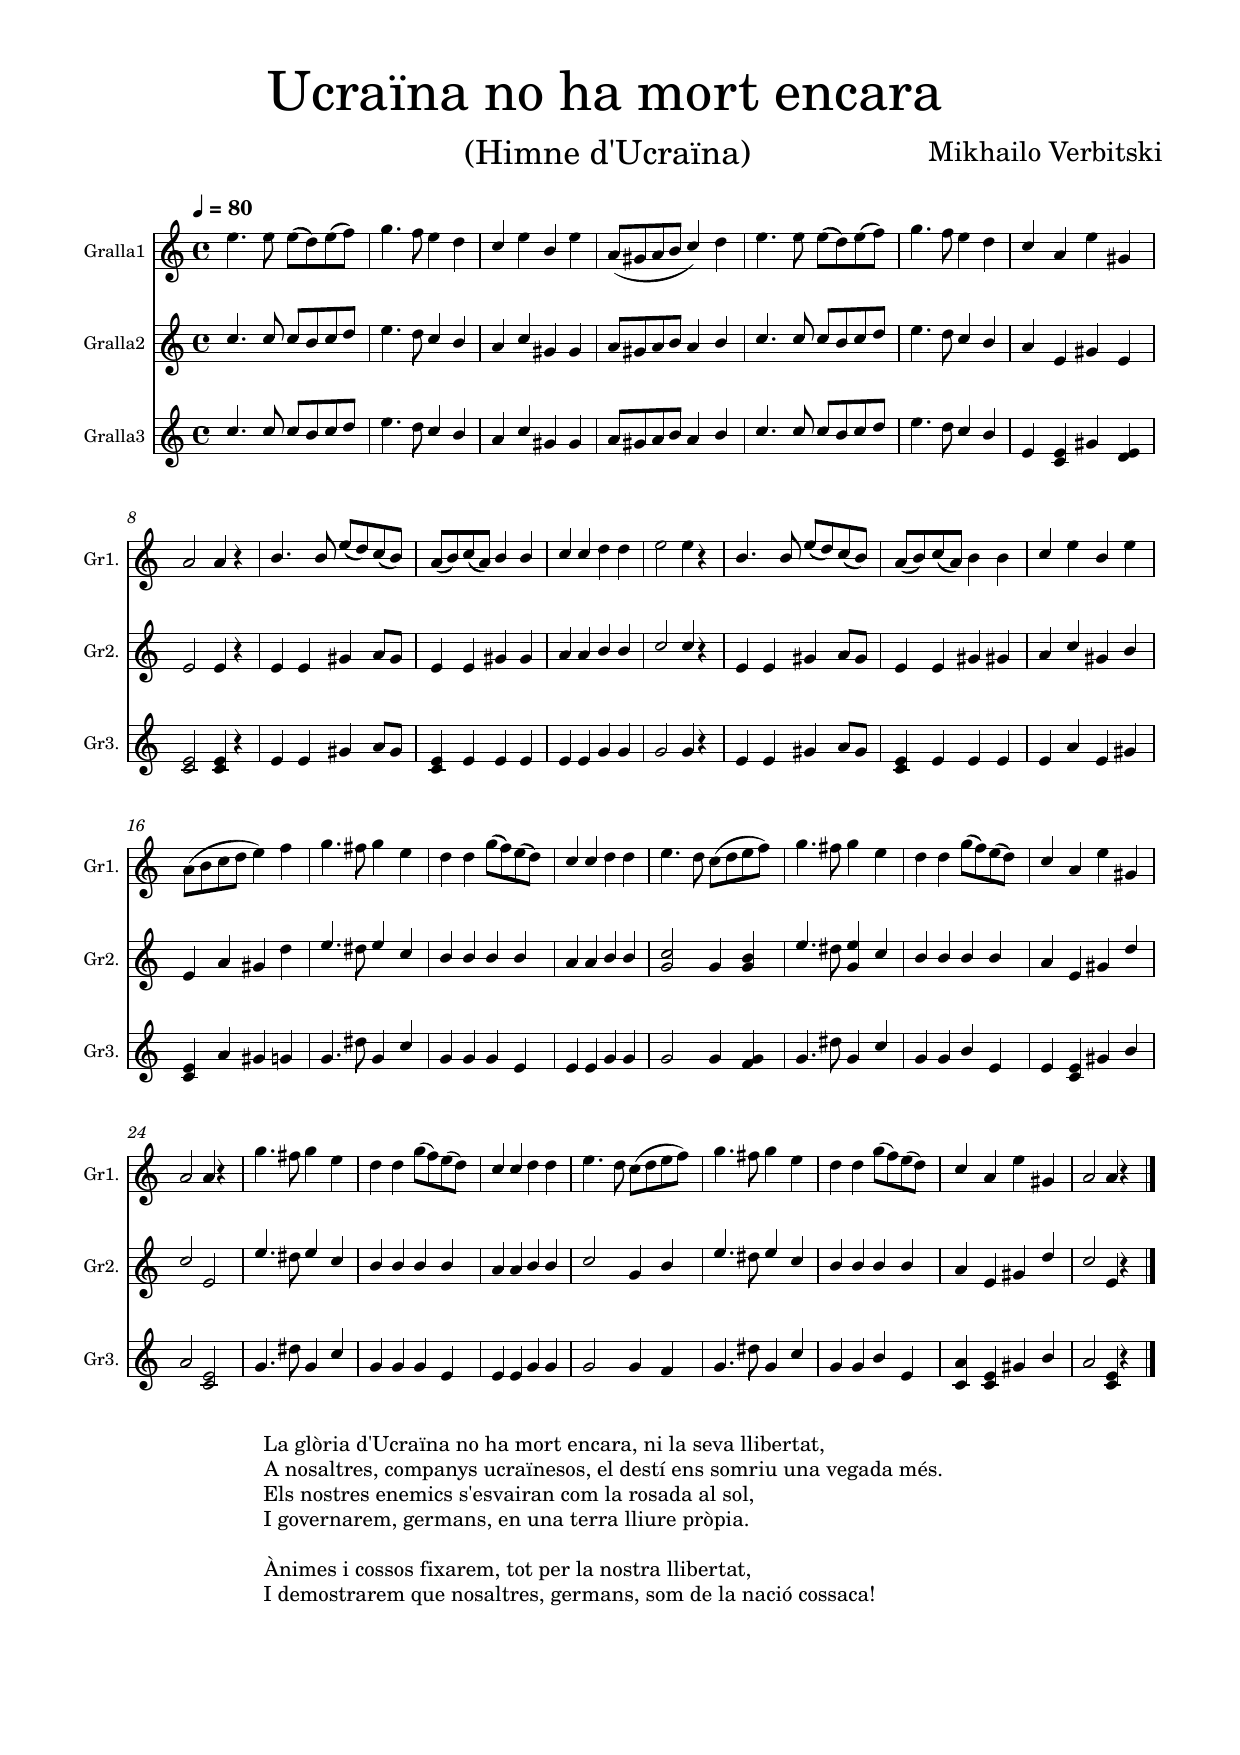 Ucraïna no ha mort encara
(Himne d'Ucraïna)
Mikhailo Verbitski
= 80
Gralla1
Gralla2
Gralla3
8
Gr1.
Gr2.
Gr3.
16
Gr1.
Gr2.
Gr3.
24
Gr1.
Gr2.
Gr3.
La glòria d'Ucraïna no ha mort encara, ni la seva llibertat,
A nosaltres, companys ucraïnesos, el destí ens somriu una vegada més.
Els nostres enemics s'esvairan com la rosada al sol,
I governarem, germans, en una terra lliure pròpia.
Ànimes i cossos fixarem, tot per la nostra llibertat,
I demostrarem que nosaltres, germans, som de la nació cossaca!